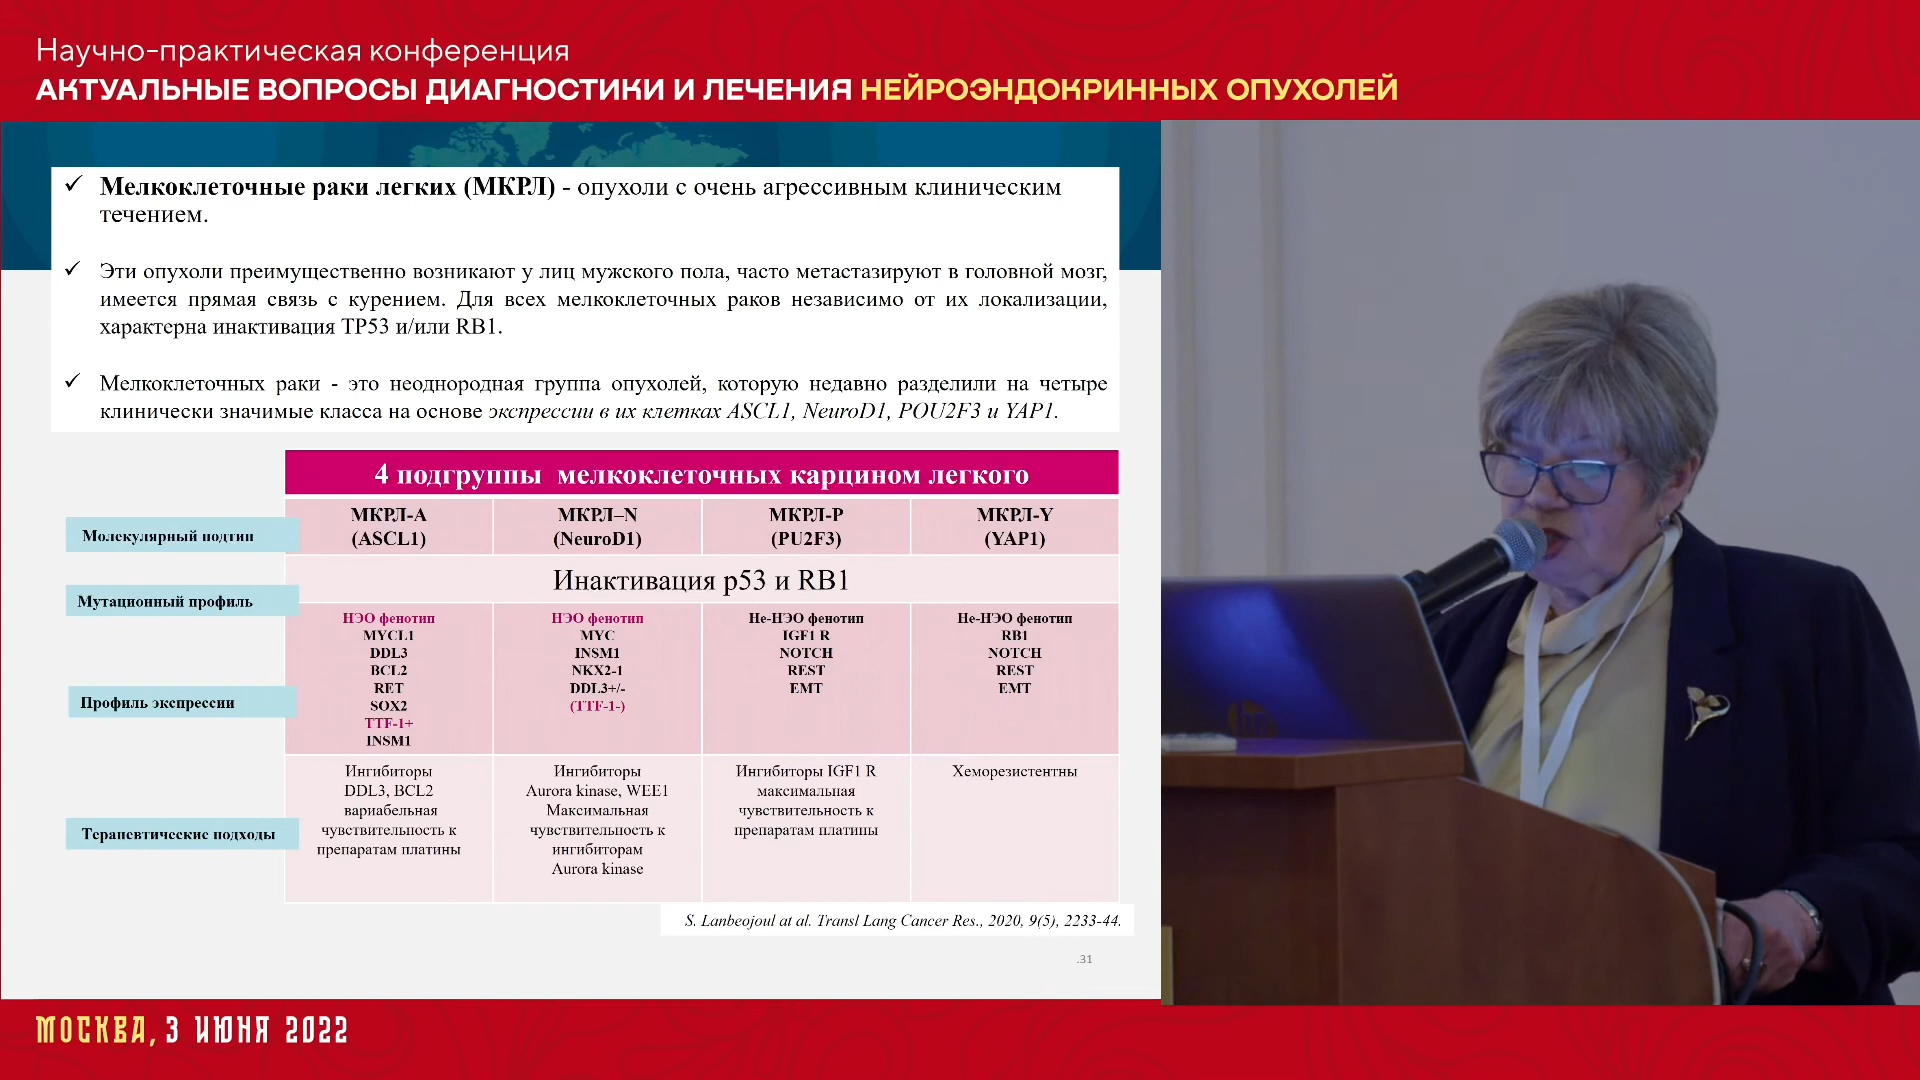 Научно-практическая конференция
АКТУАЛЬНЫЕ ВОПРОСЫ ДИАГНОСТИКИ И ЛЕЧЕНИЯ НЕЙРОЭНДОКРИННЫХ ОПУХОЛЕЙ
✓ Мелкоклеточные раки легких (МКРЛ) - опухоли с очень агрессивным клиническим
течением.
✓ Эти опухоли преимущественно возникают у лиц мужского пола, часто метастазируют в головной мозг,
имеется прямая связь с курением. Для всех мелкоклеточных раков независимо от их локализации,
характерна инактивация TP53 и/или RB1.
✓ Мелкоклеточных раки - это неоднородная группа опухолей, которую недавно разделили на четыре
клинически значимые класса на основе экспрессии в их клетках ASCL1, NeuroD1, POU2F3 и YAP1.
4 подгруппы мелкоклеточных карцином легкого
Молекулярный подтип
МКРЛ-А
(ASCL1)
МКРЛ–N
(NeuroD1)
МКРЛ-P
(PU2F3)
МКРЛ-Y
(YAP1)
Мутационный профиль
Инактивация p53 и RB1
Профиль экспрессии
НЭО фенотип
MYCL1
DDL3
BCL2
RET
SOX2
TTF-1+
INSM1
НЭО фенотип
MYC
INSM1
NKX2-1
DDL3+/-
(TTF-1-)
Не-НЭО фенотип
IGF1 R
NOTCH
REST
EMT
Не-НЭО фенотип
RB1
NOTCH
REST
EMT
Терапевтические подходы
Ингибиторы
DDL3, BCL2
вариабельная
чувствительность к
препаратам платины
Ингибиторы
Aurora kinase, WEE1
Максимальная
чувствительность к
ингибиторам
Aurora kinase
Ингибиторы IGF1 R
максимальная
чувствительность к
препаратам платины
Хеморезистентны
S. Lanbeojoul at al. Transl Lang Cancer Res., 2020, 9(5), 2233-44.
.31
МОСКВА, 3 ИЮНЯ 2022